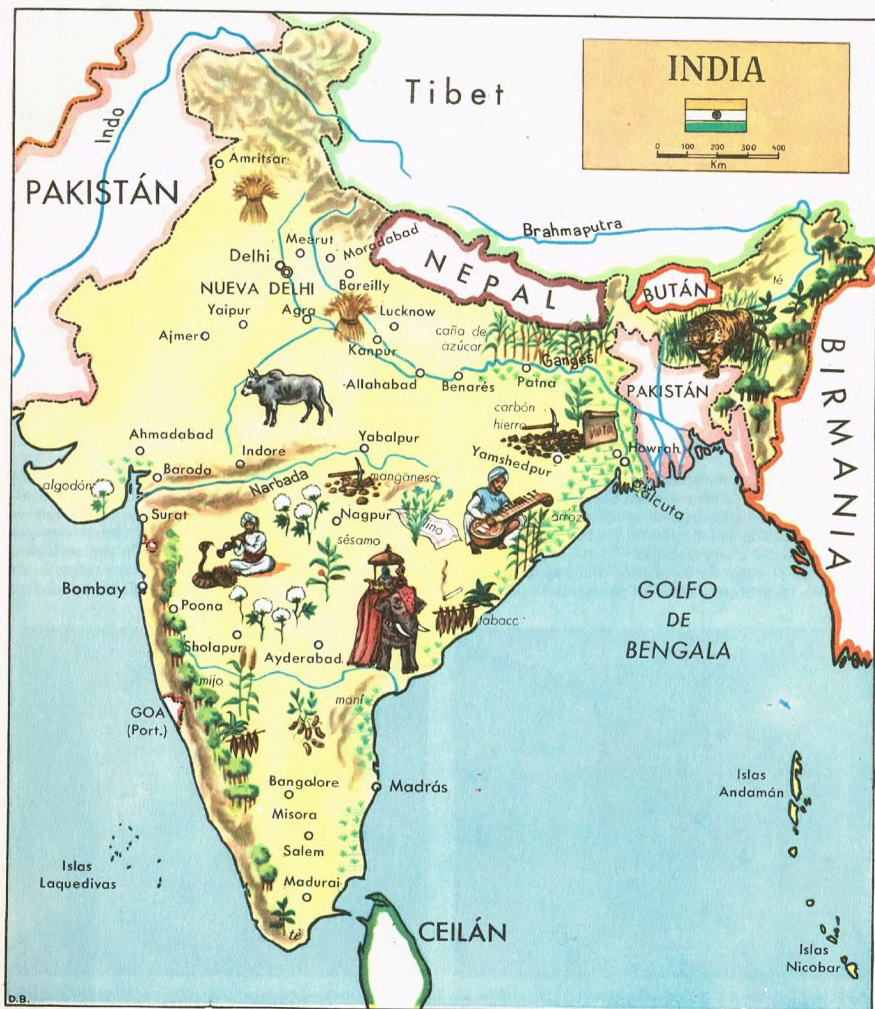 INDIA
0 100 200 300 400
Km
Tibet
Indo
PAKISTÁN
Amritsar
Brahmaputra
Meerut
Moradabad
Delhi
NUEVA DELHI
Bareilly
NEPAL
BUTÁN
té
Yaipur
Agra
Lucknow
Ajmer
Kanpur
caña de
azúcar
Ganges
Allahabad
Benarés
Patna
PAKISTÁN
BIRMANIA
carbón
hierro
yute
Ahmadabad
Indore
Yabalpur
Yamshedpur
Howrah
Baroda
Narbada
manganeso
algodón
Calcuta
Surat
Nagpur
lino
arroz
sésamo
Bombay
Poona
tabacc
GOLFO
DE
BENGALA
Sholapur
Ayderabad
mijo
maní
GOA
(Port.)
Bangalore
Madrás
Islas
Andamán
Misora
Salem
Islas
Laquedivas
Madurai
té
CEILÁN
Islas
Nicobar
D.B.